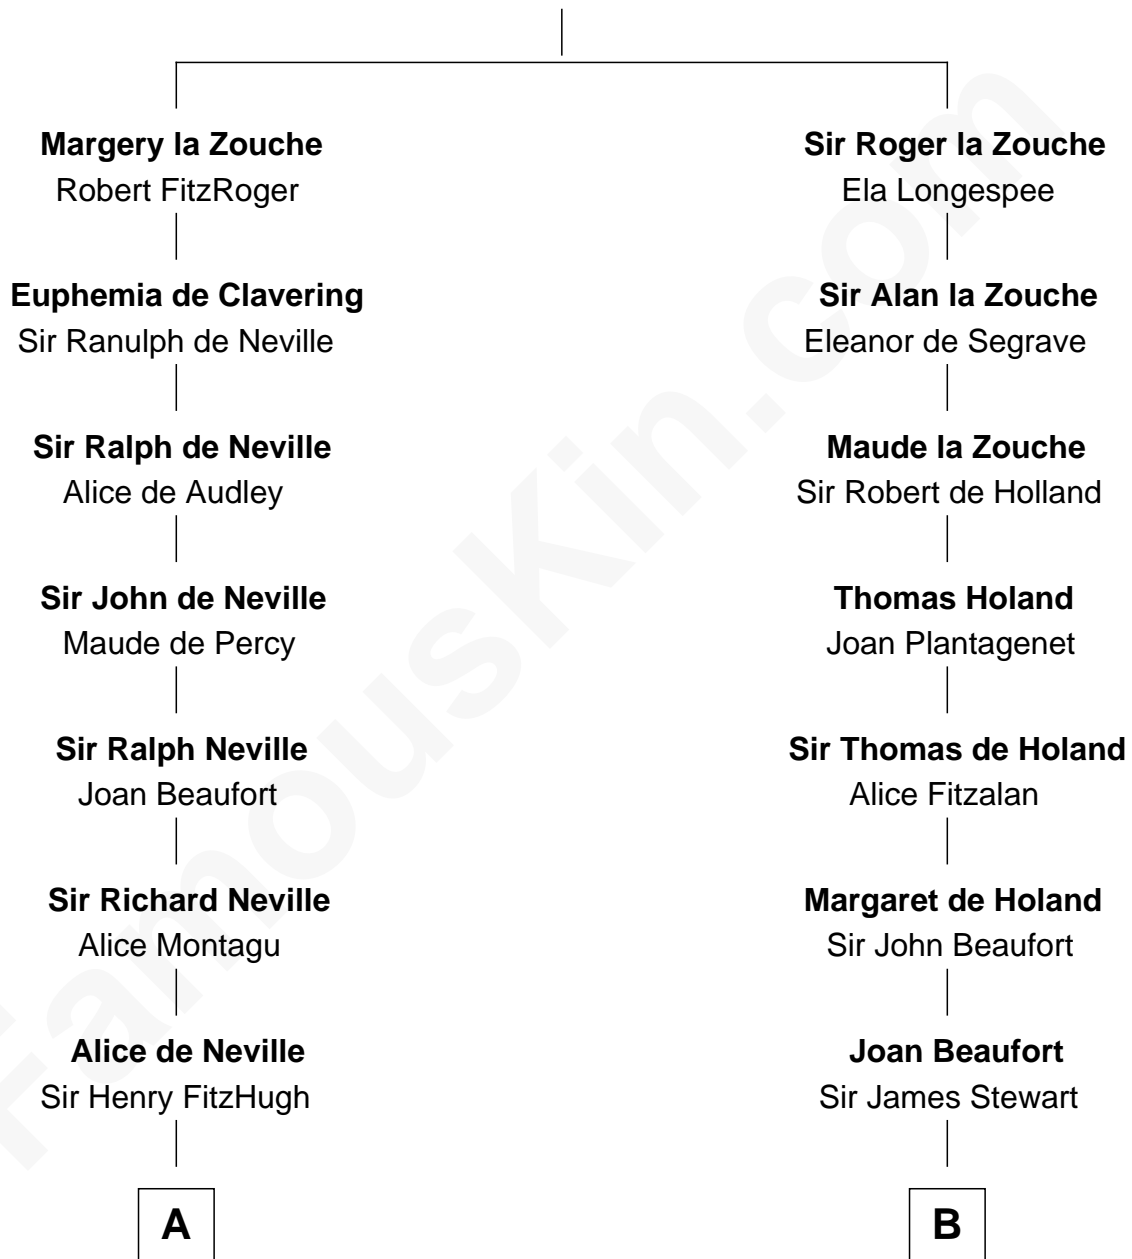 Margery la Zouche
Robert FitzRoger
Sir Roger la Zouche
Ela Longespee
Euphemia de Clavering
Sir Ranulph de Neville
Sir Alan la Zouche
Eleanor de Segrave
Sir Ralph de Neville
Alice de Audley
Maude la Zouche
Sir Robert de Holland
Sir John de Neville
Maude de Percy
Thomas Holand
Joan Plantagenet
Sir Ralph Neville
Joan Beaufort
Sir Thomas de Holand
Alice Fitzalan
Sir Richard Neville
Alice Montagu
Margaret de Holand
Sir John Beaufort
Alice de Neville
Sir Henry FitzHugh
Joan Beaufort
Sir James Stewart
A
B
FamousKin.com